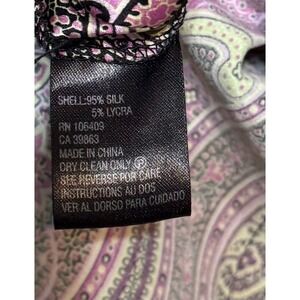 SHELL:95% SILK
5% LYCRA
RN 106409
CA 39863
MADE IN CHINA
DRY CLEAN ONLY Ⓟ
SEE REVERSE FOR CARE
INSTRUCTIONS AU DOS
VER AL DORSO PARA CUIDADO